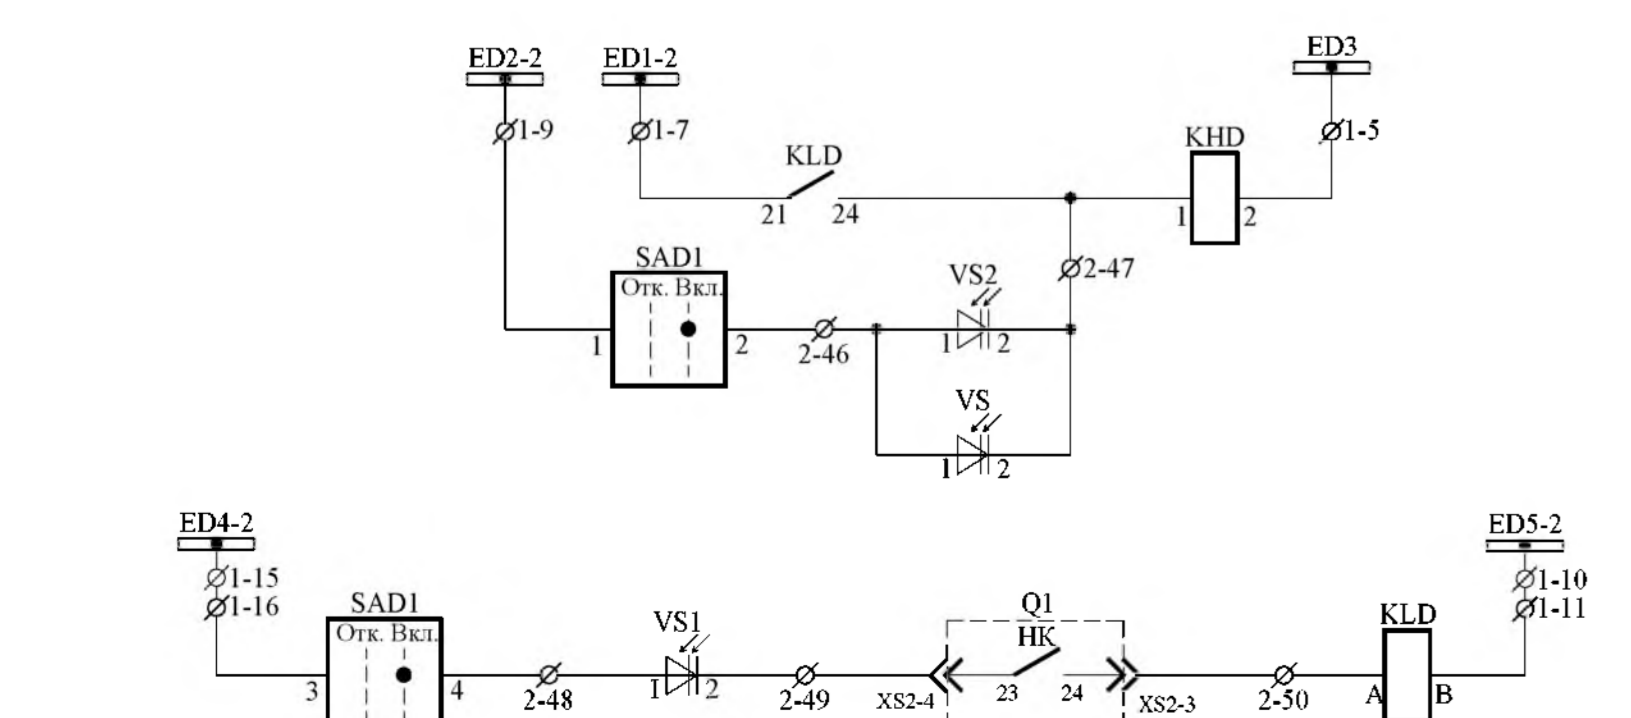 ED2-2 ED1-2 ED3
1-9 1-7 1-5
KLD KHD
21 24 1 2
SAD1
Отк. Вкл.
VS2 2-47
1 2 2-46 1 2
VS
1 2
ED4-2 ED5-2
1-15 1-10
1-16 1-11
SAD1 VS1 Q1 KLD
Отк. Вкл. НК
3 4 2-48 1 2 2-49 XS2-4 23 24 XS2-3 2-50 A B